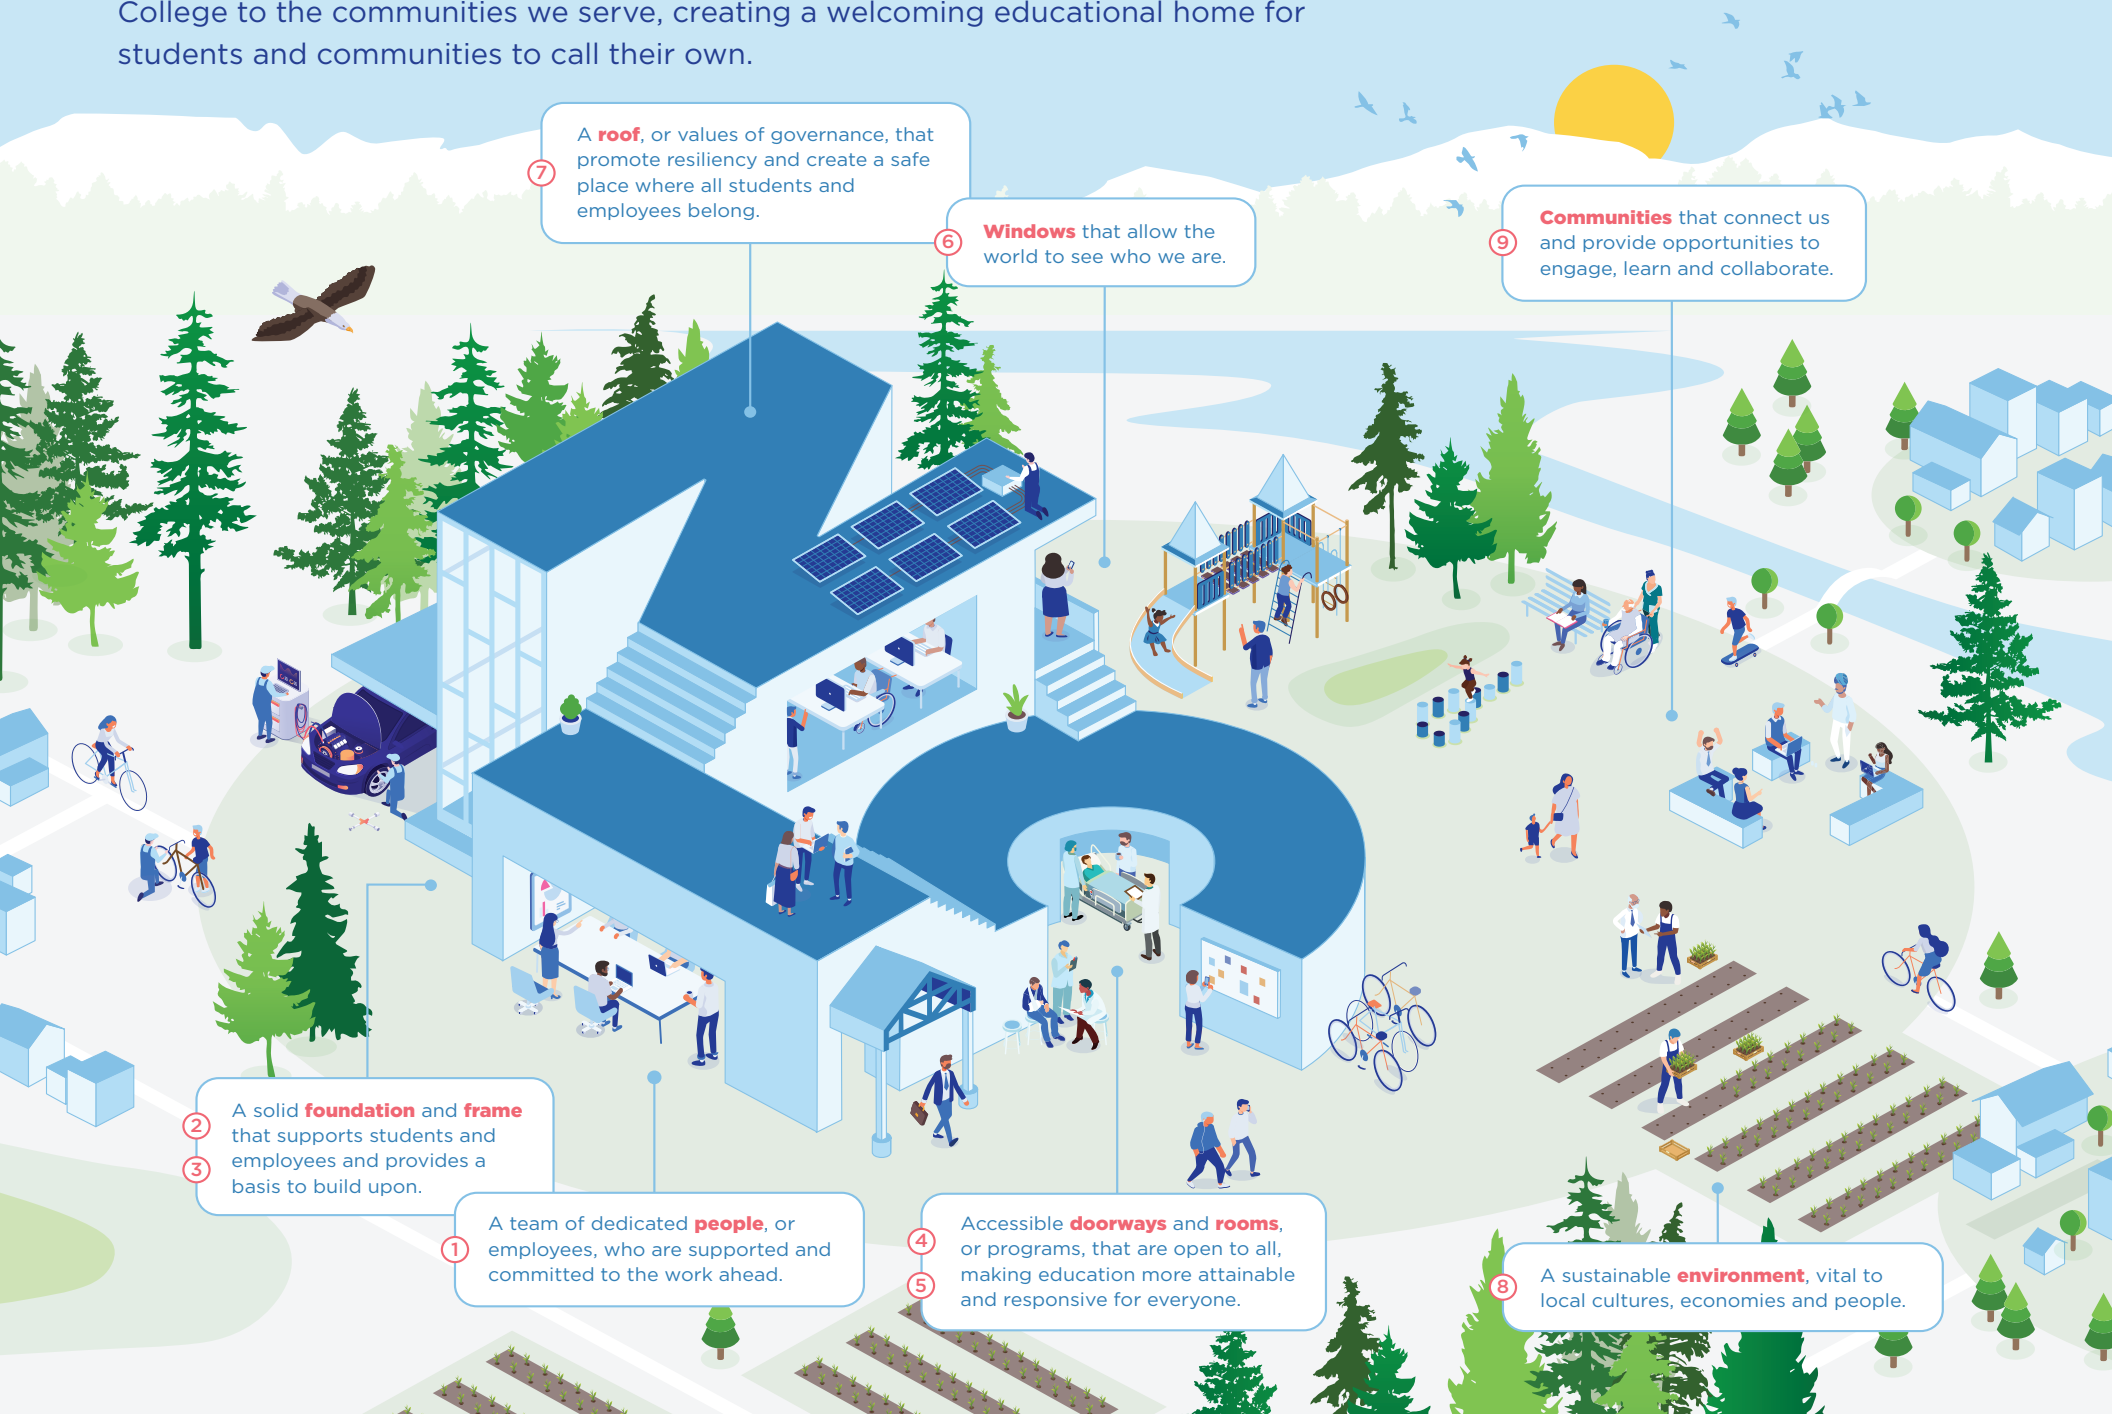 College to the communities we serve, creating a welcoming educational home for
students and communities to call their own.
7
A roof, or values of governance, that
promote resiliency and create a safe
place where all students and
employees belong.
6
Windows that allow the
world to see who we are.
9
Communities that connect us
and provide opportunities to
engage, learn and collaborate.
2
3
A solid foundation and frame
that supports students and
employees and provides a
basis to build upon.
1
A team of dedicated people, or
employees, who are supported and
committed to the work ahead.
4
5
Accessible doorways and rooms,
or programs, that are open to all,
making education more attainable
and responsive for everyone.
8
A sustainable environment, vital to
local cultures, economies and people.